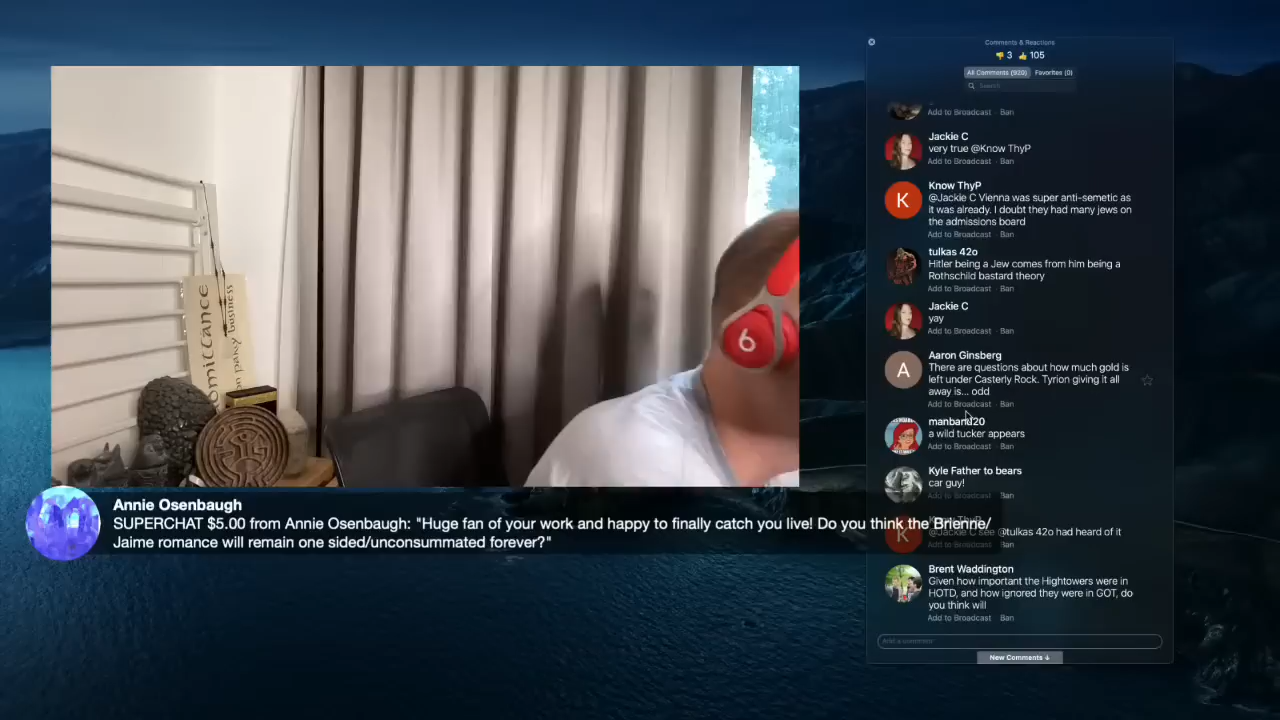 Comments & Reactions
👎 3 👍 105
All Comments (920) Favorites (0)
Search
Add to Broadcast · Ban
Jackie C
very true @Know ThyP
Add to Broadcast · Ban
Know ThyP
@Jackie C Vienna was super anti-semetic as
it was already. I doubt they had many jews on
the admissions board
Add to Broadcast · Ban
tulkas 42o
Hitler being a Jew comes from him being a
Rothschild bastard theory
Add to Broadcast · Ban
Jackie C
yay
Add to Broadcast · Ban
Aaron Ginsberg
There are questions about how much gold is
left under Casterly Rock. Tyrion giving it all
away is... odd
Add to Broadcast · Ban
manband20
a wild tucker appears
Add to Broadcast · Ban
Kyle Father to bears
car guy!
Add to Broadcast · Ban
Know ThyP
@Jackie C see @tulkas 42o had heard of it
Add to Broadcast · Ban
Brent Waddington
Given how important the Hightowers were in
HOTD, and how ignored they were in GOT, do
you think will
Add to Broadcast · Ban
Add a comment
New Comments ↓
business
Annie Osenbaugh
SUPERCHAT $5.00 from Annie Osenbaugh: "Huge fan of your work and happy to finally catch you live! Do you think the Brienne/
Jaime romance will remain one sided/unconsummated forever?"